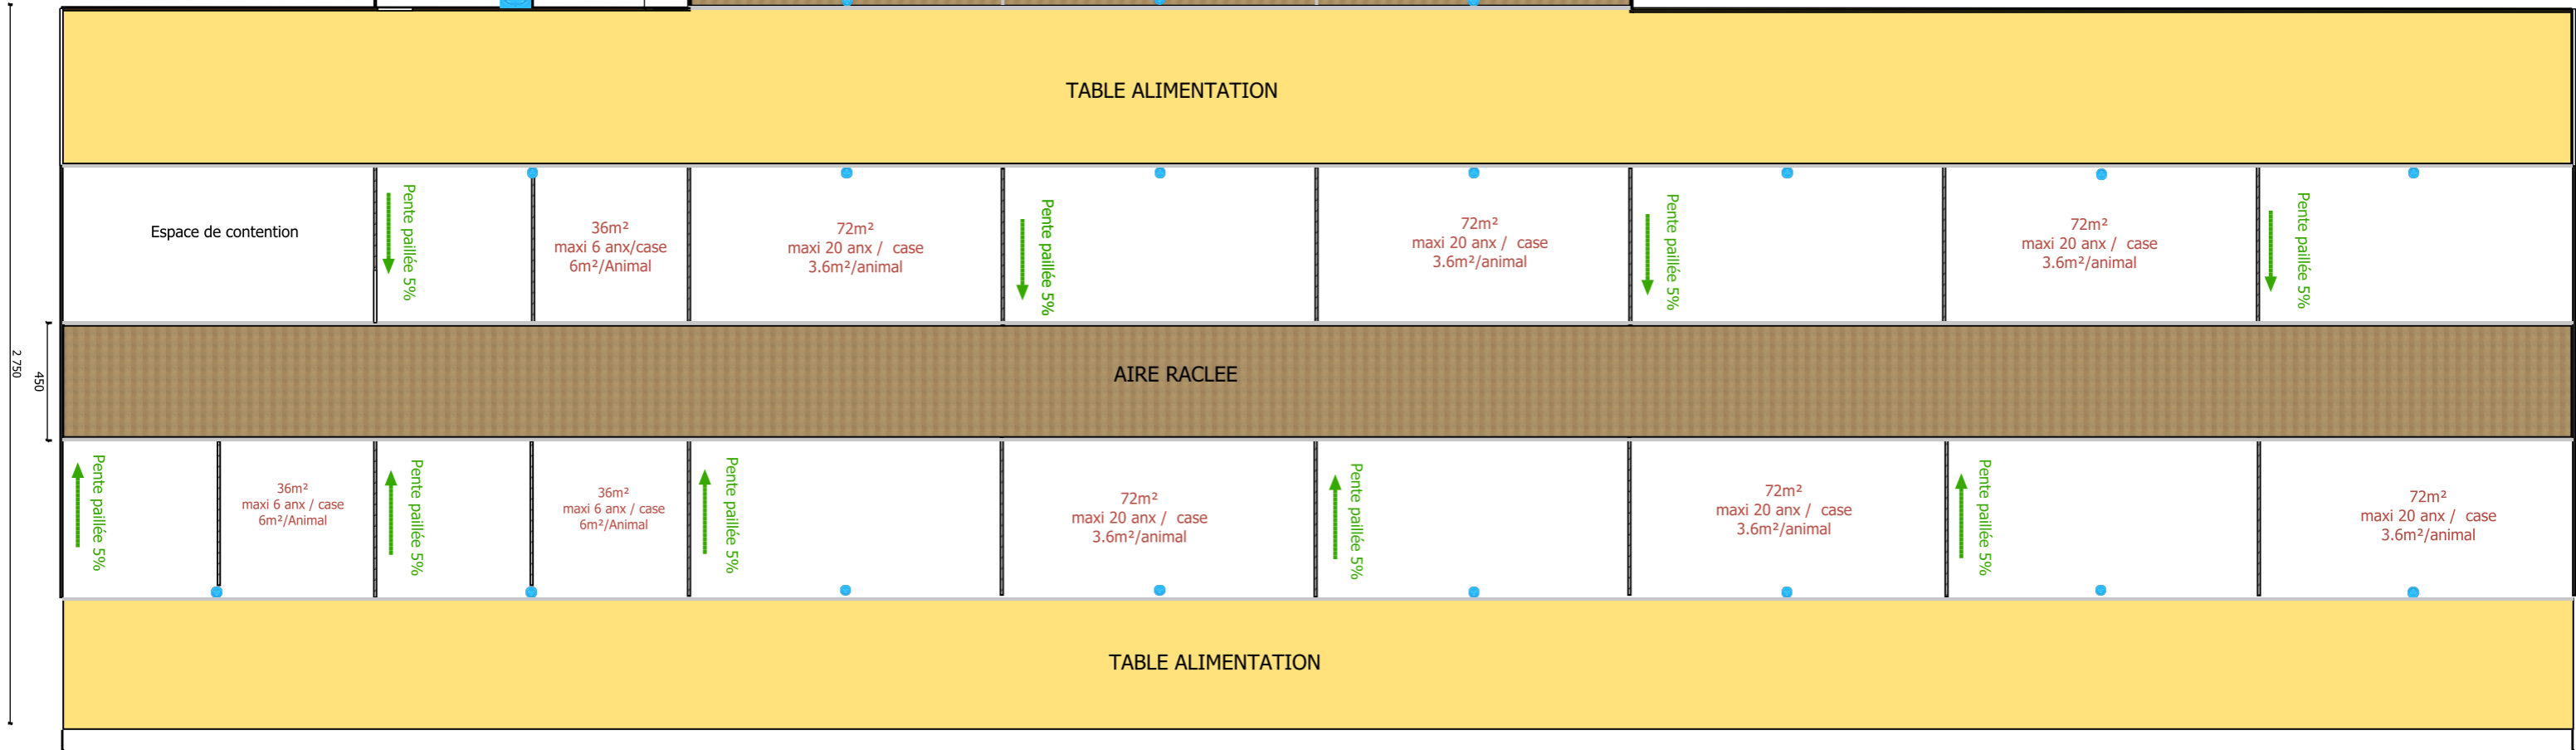 TABLE ALIMENTATION
Espace de contention
Pente paillée 5%
36m²
maxi 6 anx/case
6m²/Animal
72m²
maxi 20 anx /  case
3.6m²/animal
Pente paillée 5%
72m²
maxi 20 anx /  case
3.6m²/animal
Pente paillée 5%
72m²
maxi 20 anx /  case
3.6m²/animal
Pente paillée 5%
2 750
450
AIRE RACLEE
Pente paillée 5%
36m²
maxi 6 anx / case
6m²/Animal
Pente paillée 5%
36m²
maxi 6 anx / case
6m²/Animal
Pente paillée 5%
72m²
maxi 20 anx /  case
3.6m²/animal
Pente paillée 5%
72m²
maxi 20 anx /  case
3.6m²/animal
Pente paillée 5%
72m²
maxi 20 anx /  case
3.6m²/animal
TABLE ALIMENTATION